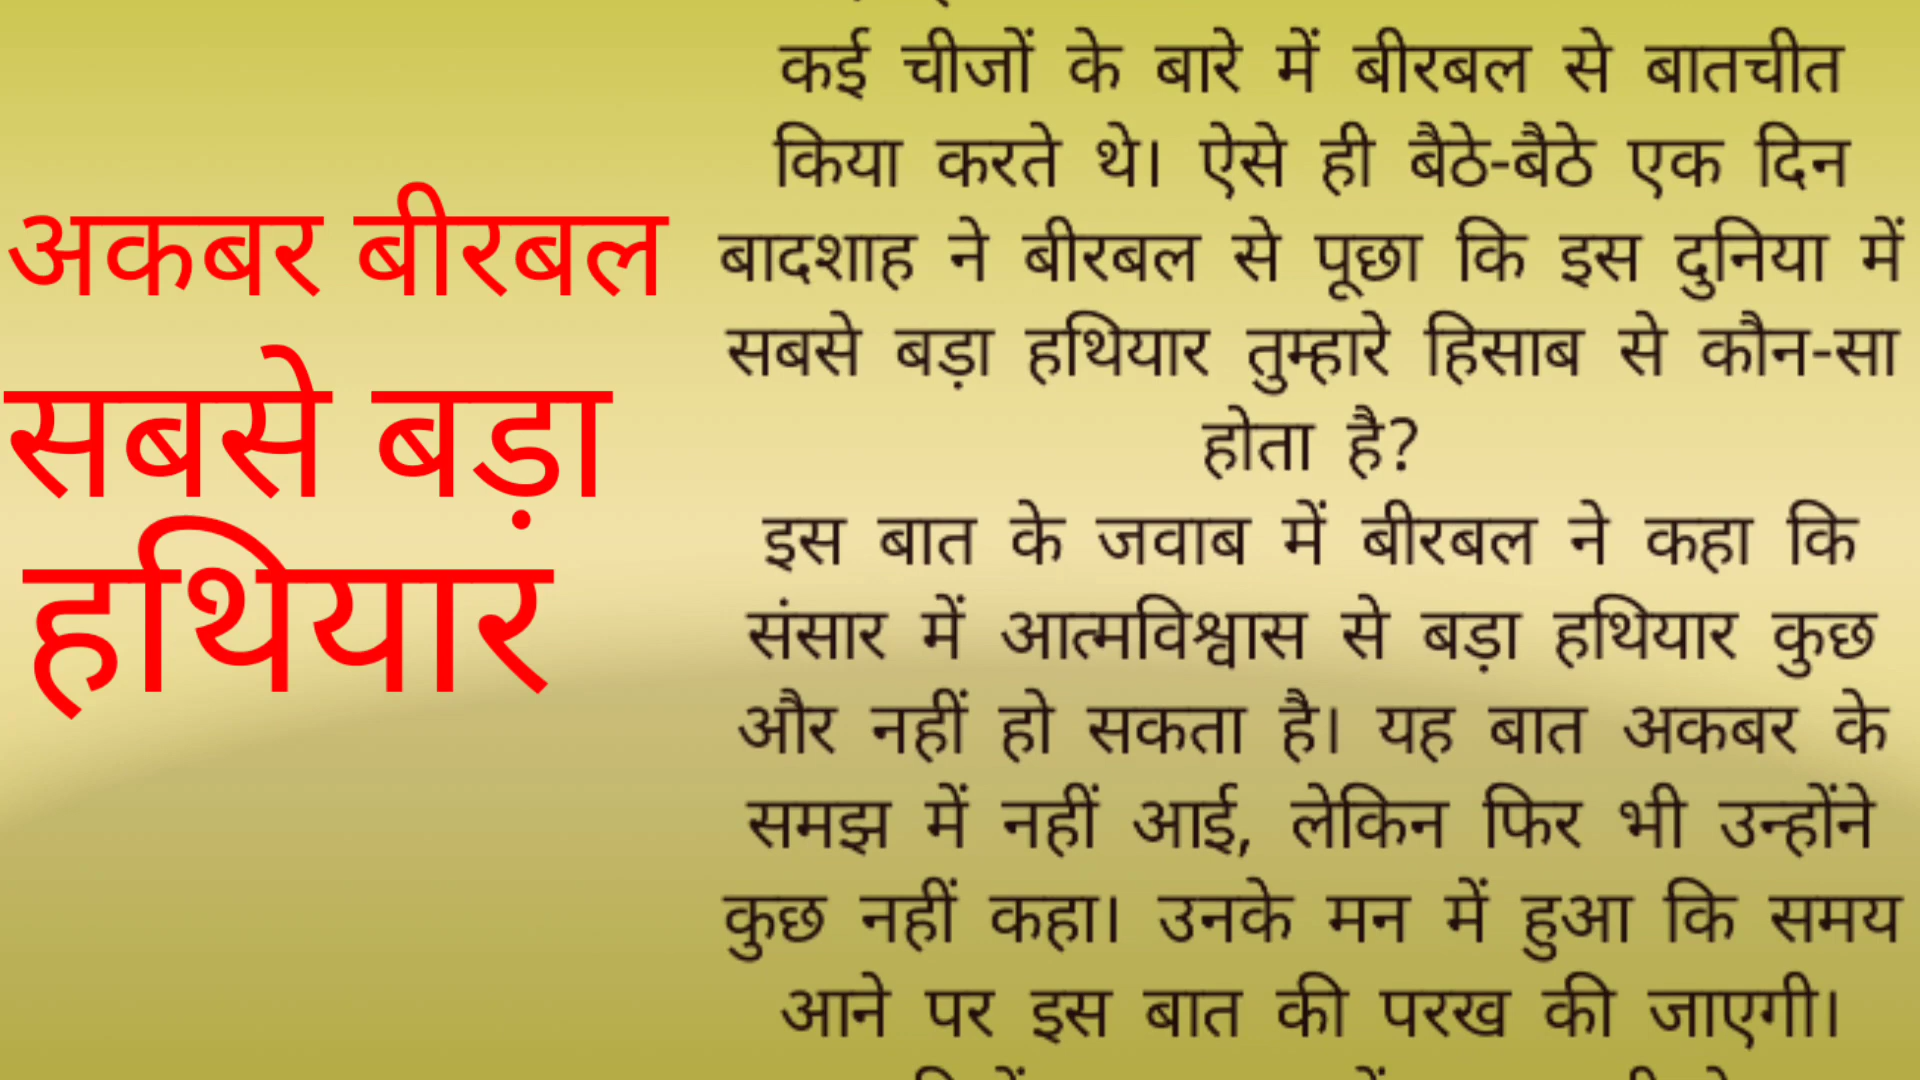 अकबर बीरबल
सबसे बड़ा
हथियार
कई चीजों के बारे में बीरबल से बातचीत
किया करते थे। ऐसे ही बैठे-बैठे एक दिन
बादशाह ने बीरबल से पूछा कि इस दुनिया में
सबसे बड़ा हथियार तुम्हारे हिसाब से कौन-सा
होता है?
इस बात के जवाब में बीरबल ने कहा कि
संसार में आत्मविश्वास से बड़ा हथियार कुछ
और नहीं हो सकता है। यह बात अकबर के
समझ में नहीं आई, लेकिन फिर भी उन्होंने
कुछ नहीं कहा। उनके मन में हुआ कि समय
आने पर इस बात की परख की जाएगी।